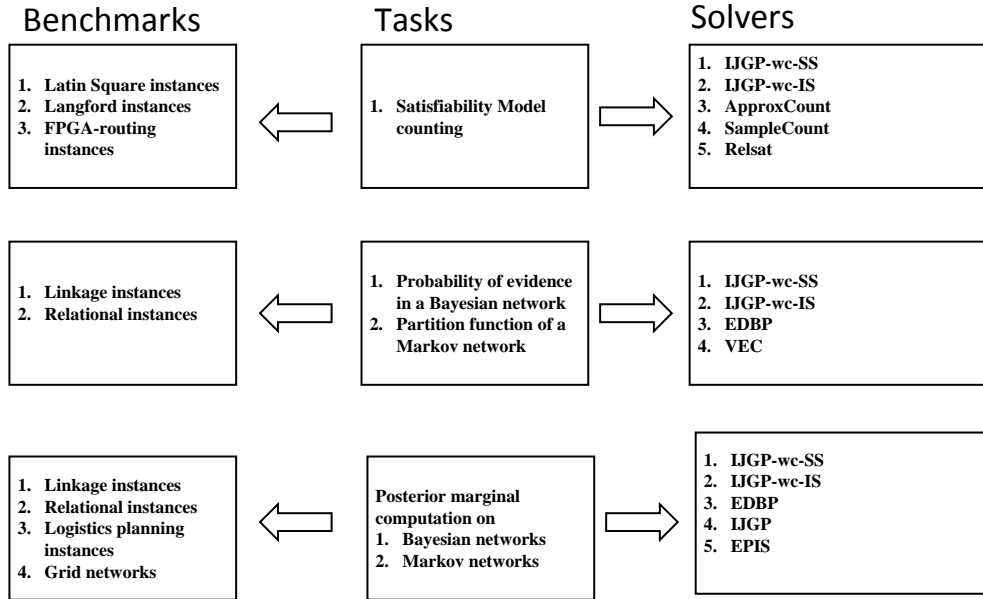 Benchmarks
Tasks
Solvers
1. Latin Square instances
2. Langford instances
3. FPGA-routing
instances
1. Satisfiability Model
counting
1. IJGP-wc-SS
2. IJGP-wc-IS
3. ApproxCount
4. SampleCount
5. Relsat
1. Linkage instances
2. Relational instances
1. Probability of evidence
in a Bayesian network
2. Partition function of a
Markov network
1. IJGP-wc-SS
2. IJGP-wc-IS
3. EDBP
4. VEC
1. Linkage instances
2. Relational instances
3. Logistics planning
instances
4. Grid networks
Posterior marginal
computation on
1. Bayesian networks
2. Markov networks
1. IJGP-wc-SS
2. IJGP-wc-IS
3. EDBP
4. IJGP
5. EPIS